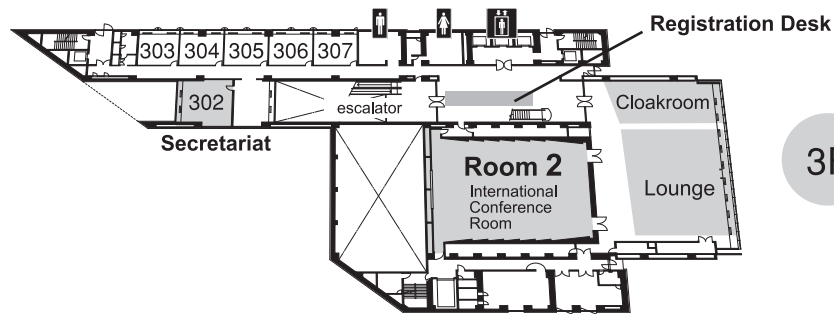 Registration Desk
303 304 305 306 307
302
escalator
Cloakroom
Secretariat
Room 2
International
Conference
Room
Lounge